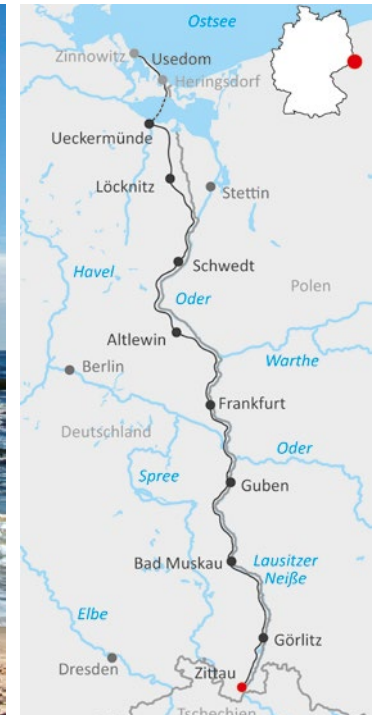 Ostsee
Zinnowitz
Usedom
Heringsdorf
Ueckermünde
Löcknitz
Stettin
Havel
Schwedt
Oder
Polen
Altlewin
Warthe
Berlin
Frankfurt
Deutschland
Oder
Spree
Guben
Bad Muskau
Lausitzer
Neiße
Elbe
Görlitz
Dresden
Zittau
Tschechien